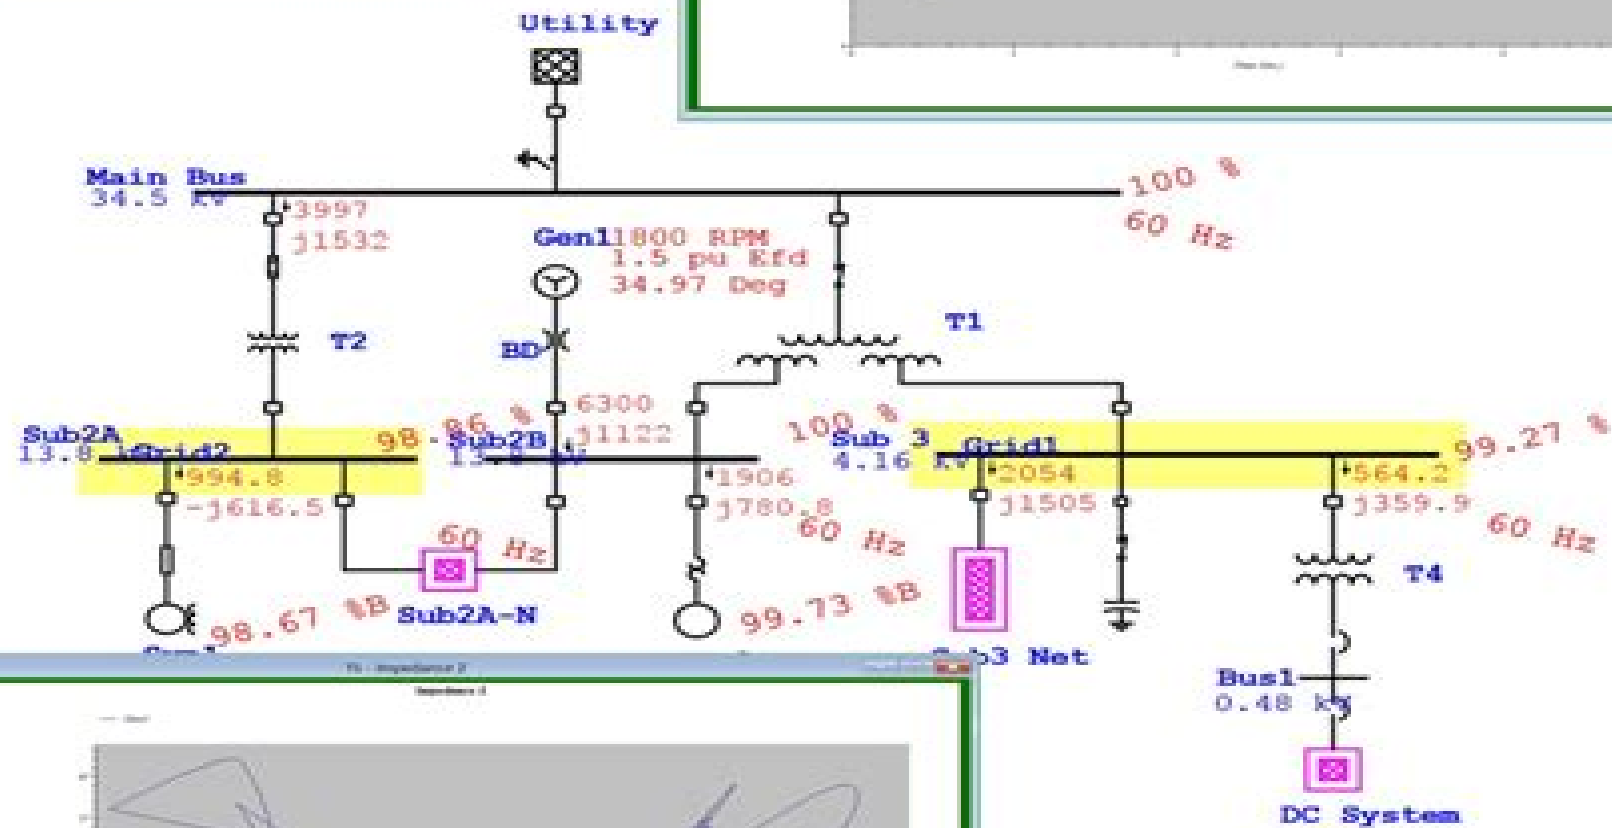 Utility
Main Bus
34.5 kV
100 %
60 Hz
3997
j1532
Gen1
1800 RPM
1.5 pu Efd
34.97 Deg
T2
BD
T1
6300
j1122
Sub2A
13.8
Grid2
98.86 %
Sub2B
100 %
Sub 3
4.16 kV
Grid1
99.27 %
994.8
-j616.5
1906
j780.8
60 Hz
2054
j1505
564.2
j359.9
60 Hz
60 Hz
T4
98.67 %B
Sub2A-N
99.73 %B
Sub3 Net
Bus1
0.48 kV
DC System